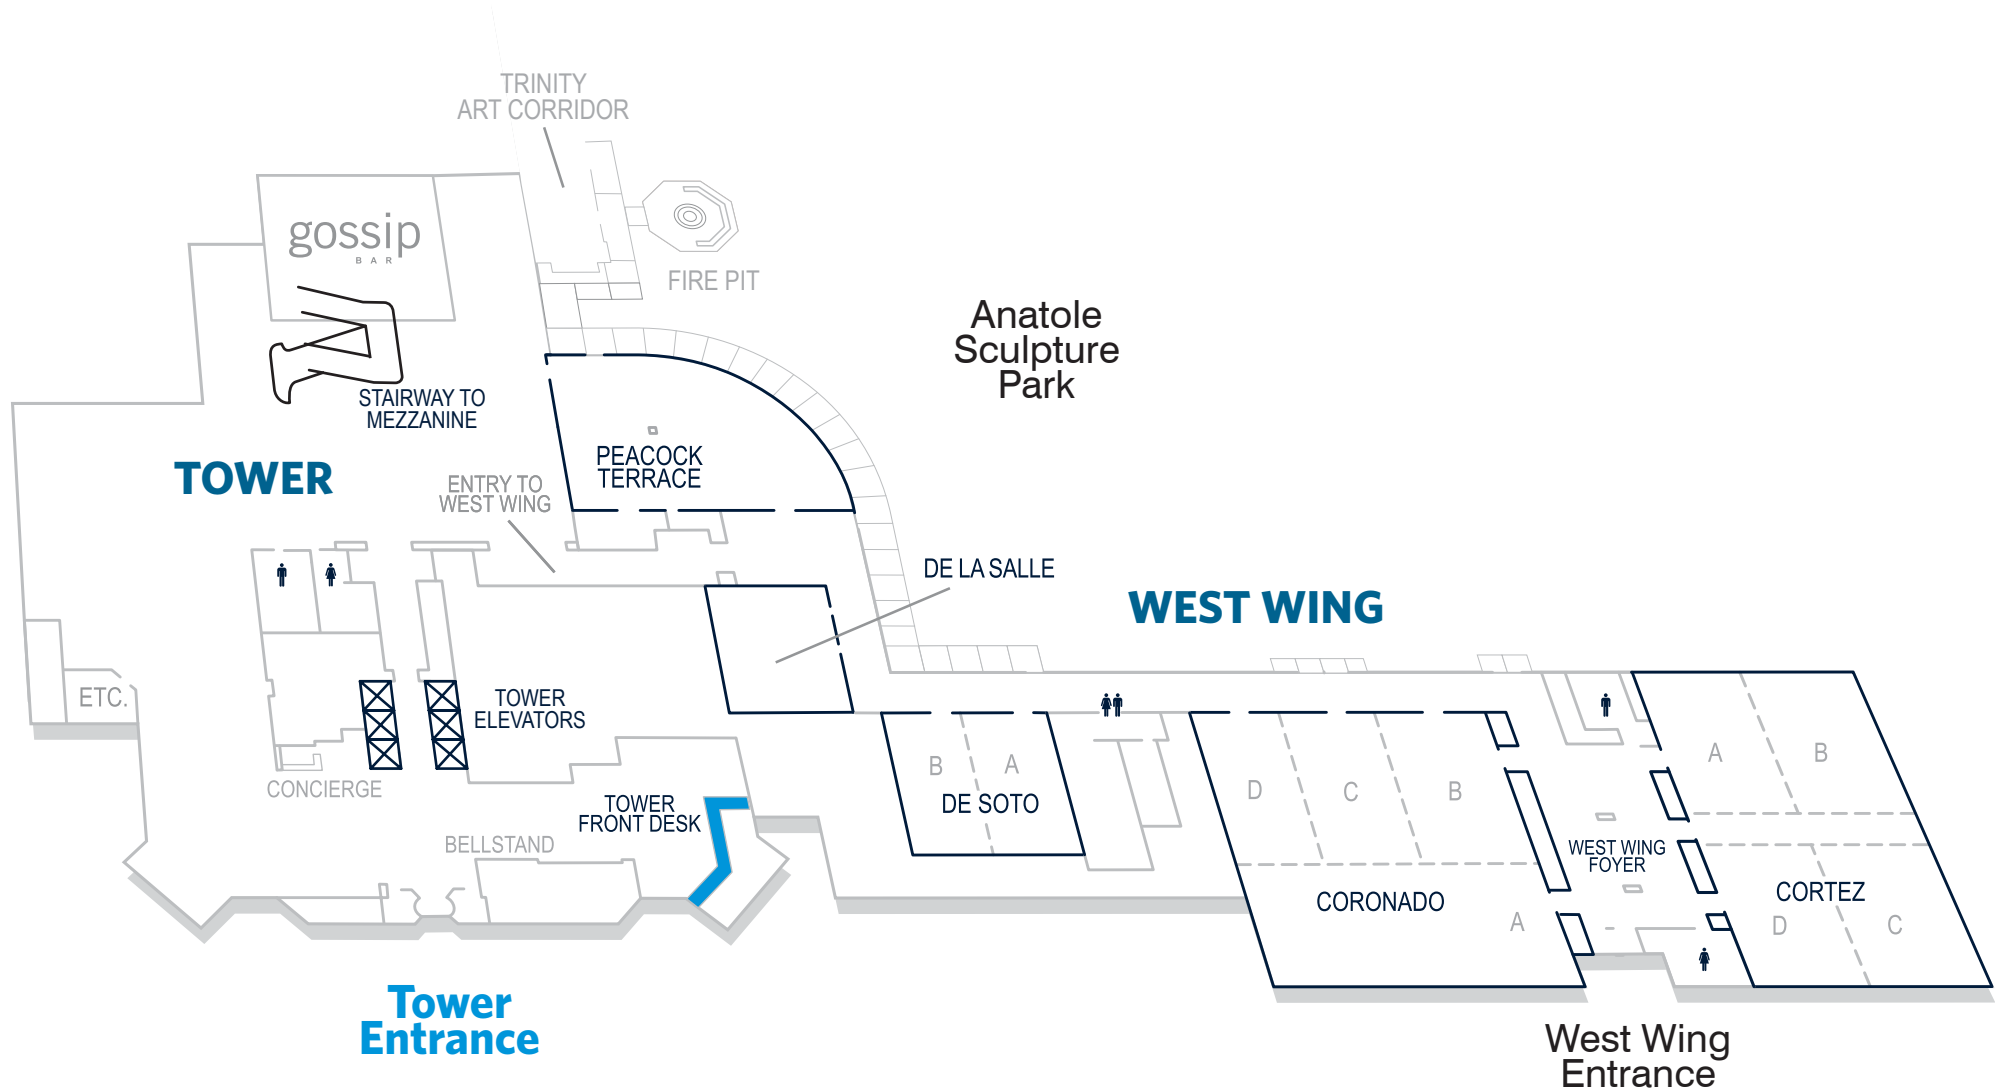 TRINITY
ART CORRIDOR
gossip
BAR
FIRE PIT
Anatole
Sculpture
Park
STAIRWAY TO
MEZZANINE
TOWER
PEACOCK
TERRACE
ENTRY TO
WEST WING
DE LA SALLE
WEST WING
ETC.
TOWER
ELEVATORS
CONCIERGE
TOWER
FRONT DESK
BELLSTAND
B
A
DE SOTO
D
C
B
CORONADO
A
WEST WING
FOYER
A
B
CORTEZ
D
C
Tower
Entrance
West Wing
Entrance